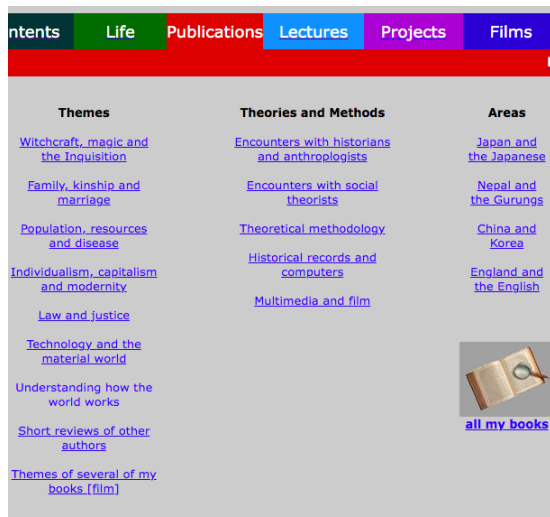 ntents Life Publications Lectures Projects Films
Themes
Witchcraft, magic and
the Inquisition
Family, kinship and
marriage
Population, resources
and disease
Individualism, capitalism
and modernity
Law and justice
Technology and the
material world
Understanding how the
world works
Short reviews of other
authors
Themes of several of my
books [film]
Theories and Methods
Encounters with historians
and anthroplogists
Encounters with social
theorists
Theoretical methodology
Historical records and
computers
Multimedia and film
Areas
Japan and
the Japanese
Nepal and
the Gurungs
China and
Korea
England and
the English
all my books